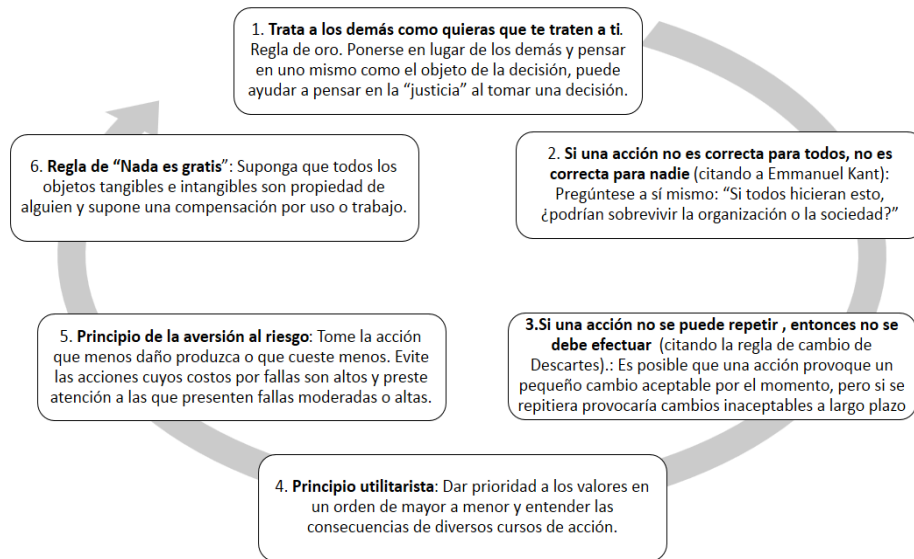 1. Trata a los demás como quieras que te traten a ti.
Regla de oro. Ponerse en lugar de los demás y pensar
en uno mismo como el objeto de la decisión, puede
ayudar a pensar en la “justicia” al tomar una decisión.
2. Si una acción no es correcta para todos, no es
correcta para nadie (citando a Emmanuel Kant):
Pregúntese a sí mismo: “Si todos hicieran esto,
¿podrían sobrevivir la organización o la sociedad?”
3.Si una acción no se puede repetir , entonces no se
debe efectuar (citando la regla de cambio de
Descartes).: Es posible que una acción provoque un
pequeño cambio aceptable por el momento, pero si se
repitiera provocaría cambios inaceptables a largo plazo
4. Principio utilitarista: Dar prioridad a los valores en
un orden de mayor a menor y entender las
consecuencias de diversos cursos de acción.
5. Principio de la aversión al riesgo: Tome la acción
que menos daño produzca o que cueste menos. Evite
las acciones cuyos costos por fallas son altos y preste
atención a las que presenten fallas moderadas o altas.
6. Regla de “Nada es gratis”: Suponga que todos los
objetos tangibles e intangibles son propiedad de
alguien y supone una compensación por uso o trabajo.